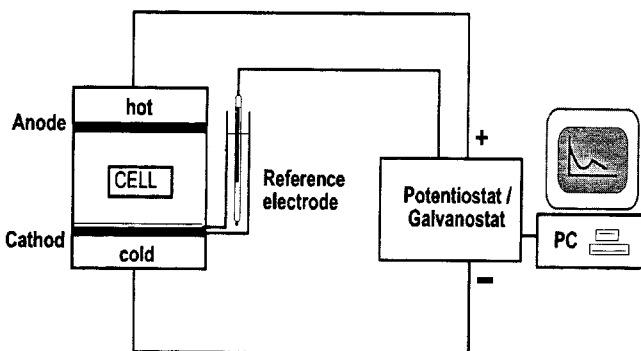 hot
Anode
CELL
Reference
electrode
Cathod
cold
+
Potentiostat /
Galvanostat
−
PC